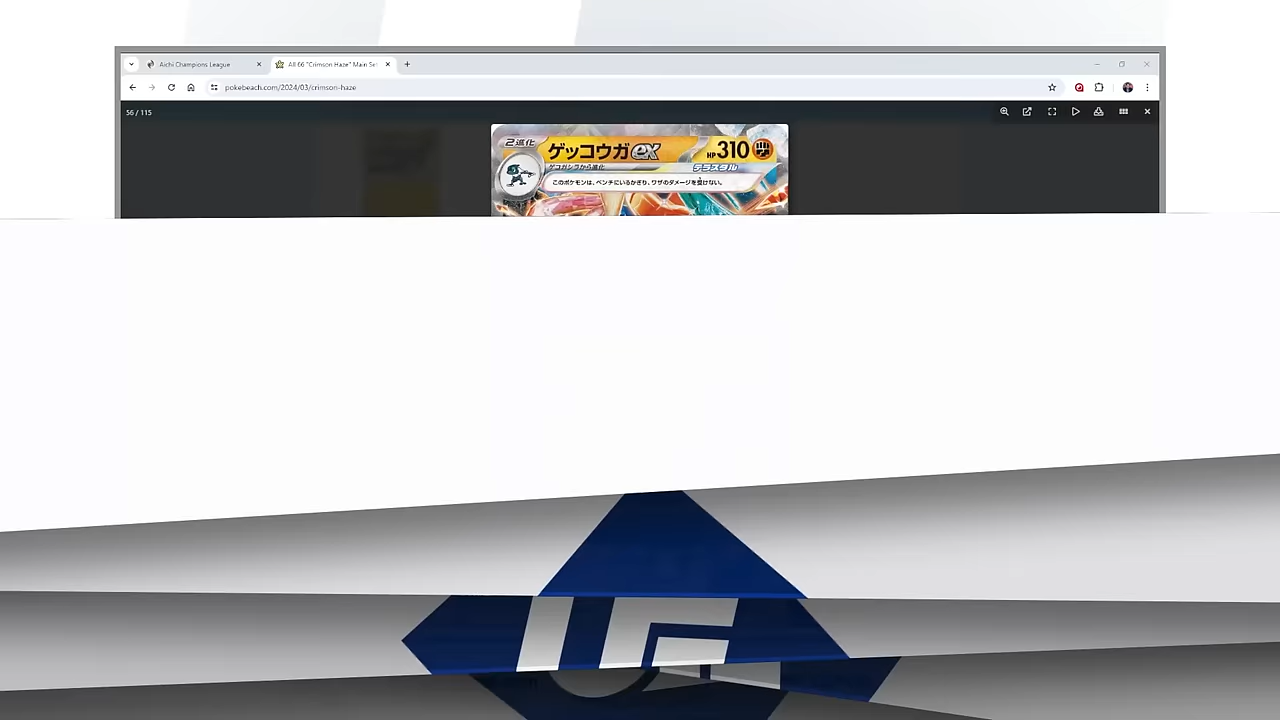 Aichi Champions League
All 66 "Crimson Haze" Main Se
pokebeach.com/2024/03/crimson-haze
56 / 115
2進化
ゲッコウガex
HP310
ゲコガシラから進化
テラスタル
このポケモンは、ベンチにいるかぎり、ワザのダメージを受けない。